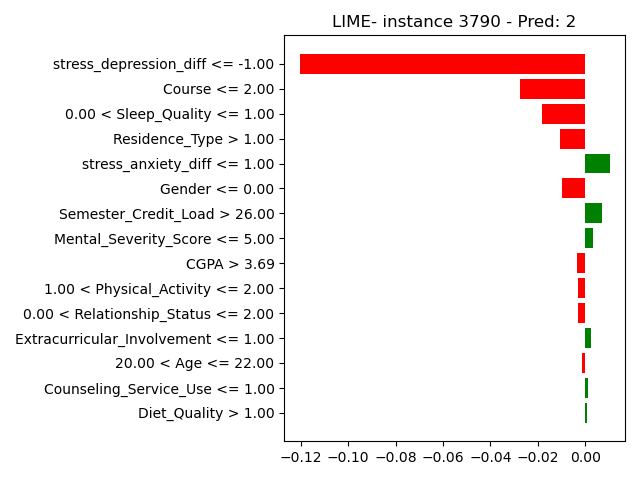 LIME- instance 3790 - Pred: 2
stress_depression_diff <= -1.00
Course <= 2.00
0.00 < Sleep_Quality <= 1.00
Residence_Type > 1.00
stress_anxiety_diff <= 1.00
Gender <= 0.00
Semester_Credit_Load > 26.00
Mental_Severity_Score <= 5.00
CGPA > 3.69
1.00 < Physical_Activity <= 2.00
0.00 < Relationship_Status <= 2.00
Extracurricular_Involvement <= 1.00
20.00 < Age <= 22.00
Counseling_Service_Use <= 1.00
Diet_Quality > 1.00
−0.12 −0.10 −0.08 −0.06 −0.04 −0.02 0.00